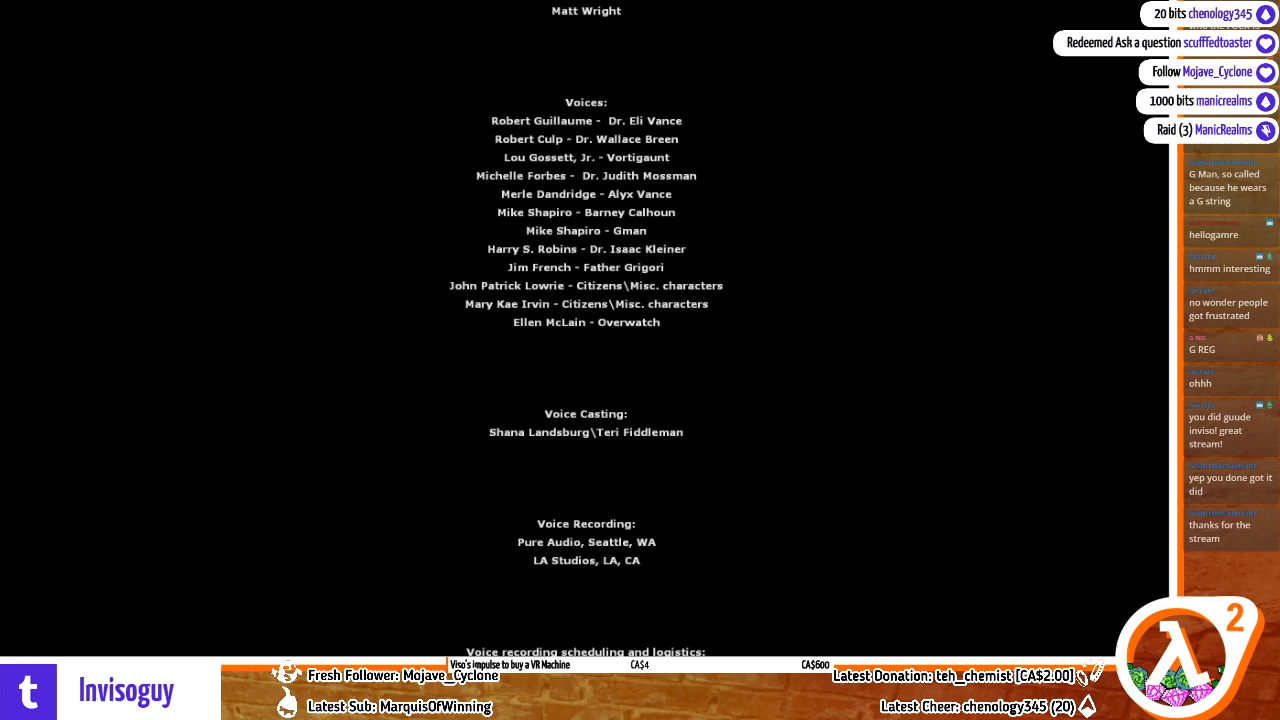 Matt Wright
Voices:
Robert Guillaume - Dr. Eli Vance
Robert Culp - Dr. Wallace Breen
Lou Gossett, Jr. - Vortigaunt
Michelle Forbes - Dr. Judith Mossman
Merle Dandridge - Alyx Vance
Mike Shapiro - Barney Calhoun
Mike Shapiro - Gman
Harry S. Robins - Dr. Isaac Kleiner
Jim French - Father Grigori
John Patrick Lowrie - Citizens\Misc. characters
Mary Kae Irvin - Citizens\Misc. characters
Ellen McLain - Overwatch
Voice Casting:
Shana Landsburg\Teri Fiddleman
Voice Recording:
Pure Audio, Seattle, WA
LA Studios, LA, CA
Voice recording scheduling and logistics:
20 bits chenology345
Redeemed Ask a question scufffedtoaster
Follow Mojave_Cyclone
1000 bits manicrealms
Raid (3) ManicRealms
G Man, so called
because he wears
a G string
hellogamre
hmmm interesting
no wonder people
got frustrated
G REG
G REG
ohhh
you did guude
inviso! great
stream!
yep you done got it
did
thanks for the
stream
2
t Invisoguy
Viso's impulse to buy a VR Machine CA$4 CA$600
Fresh Follower: Mojave_Cyclone
Latest Sub: MarquisOfWinning
Latest Donation: teh_chemist [CA$2.00]
Latest Cheer: chenology345 (20)